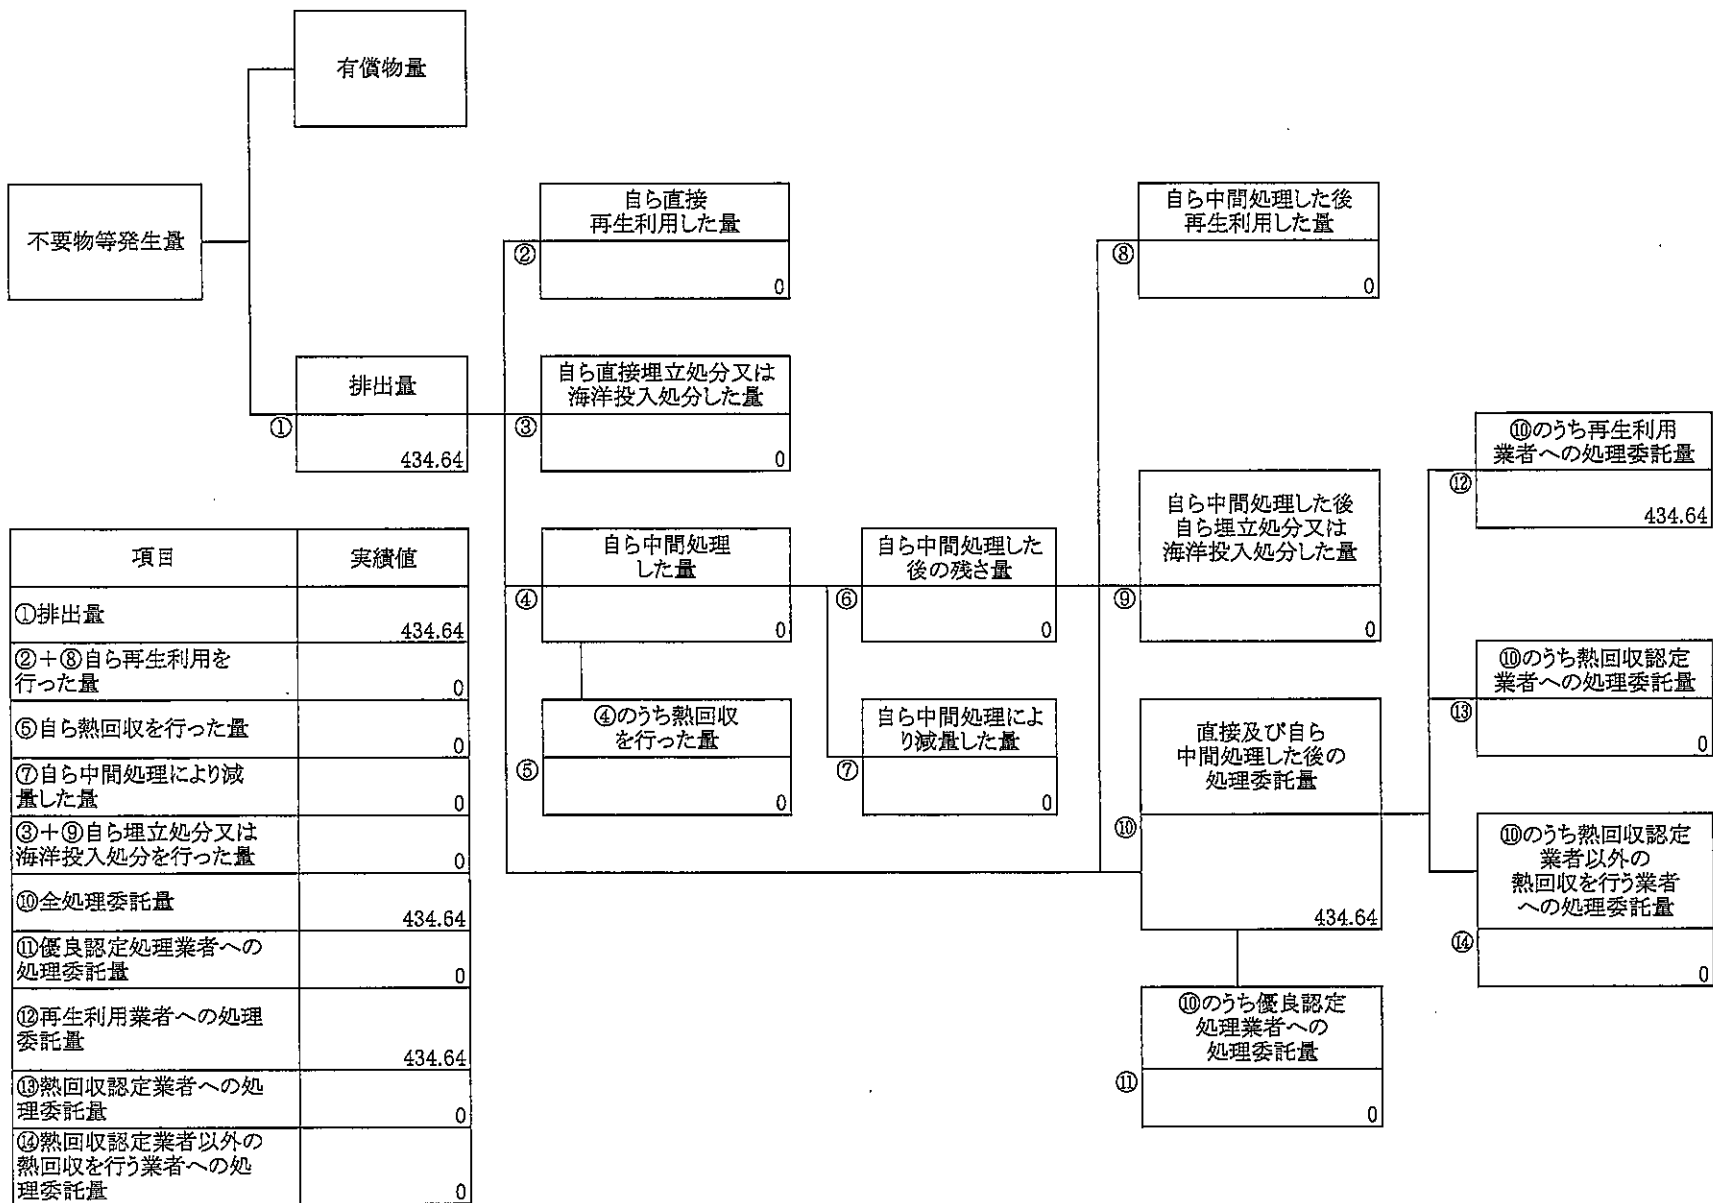 有償物量
不要物等発生量
排出量
①
434.64
自ら直接
再生利用した量
②
0
自ら直接埋立処分又は
海洋投入処分した量
③
0
自ら中間処理
した量
④
0
④のうち熱回収
を行った量
⑤
0
自ら中間処理した
後の残さ量
⑥
0
自ら中間処理によ
り減量した量
⑦
0
自ら中間処理した後
再生利用した量
⑧
0
自ら中間処理した後
自ら埋立処分又は
海洋投入処分した量
⑨
0
直接及び自ら
中間処理した後の
処理委託量
⑩
434.64
⑩のうち優良認定
処理業者への
処理委託量
⑪
0
⑩のうち再生利用
業者への処理委託量
⑫
434.64
⑩のうち熱回収認定
業者への処理委託量
⑬
0
⑩のうち熱回収認定
業者以外の
熱回収を行う業者
への処理委託量
⑭
0
項目 実績値
①排出量 434.64
②+⑧自ら再生利用を
行った量 0
⑤自ら熱回収を行った量 0
⑦自ら中間処理により減
量した量 0
③+⑨自ら埋立処分又は
海洋投入処分を行った量 0
⑩全処理委託量 434.64
⑪優良認定処理業者への
処理委託量 0
⑫再生利用業者への処理
委託量 434.64
⑬熱回収認定業者への処
理委託量 0
⑭熱回収認定業者以外の
熱回収を行う業者への処
理委託量 0